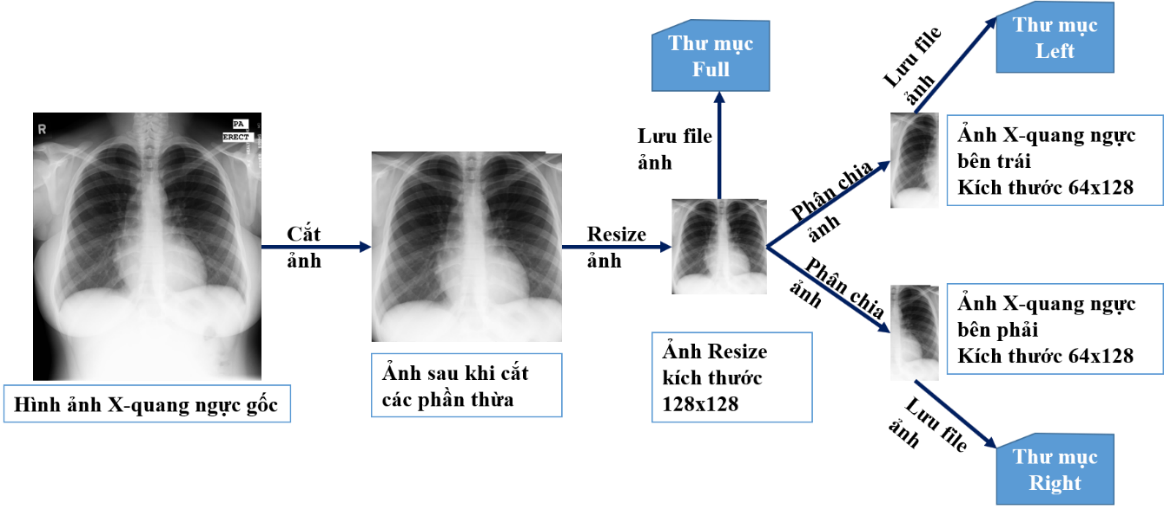 R
PA
ERECT
Hình ảnh X-quang ngực gốc
Cắt
ảnh
Ảnh sau khi cắt
các phần thừa
Resize
ảnh
Ảnh Resize
kích thước
128x128
Lưu file
ảnh
Thư mục
Full
Phân chia
ảnh
Ảnh X-quang ngực
bên trái
Kích thước 64x128
Lưu file
ảnh
Thư mục
Left
Phân chia
ảnh
Ảnh X-quang ngực
bên phải
Kích thước 64x128
Lưu file
ảnh
Thư mục
Right